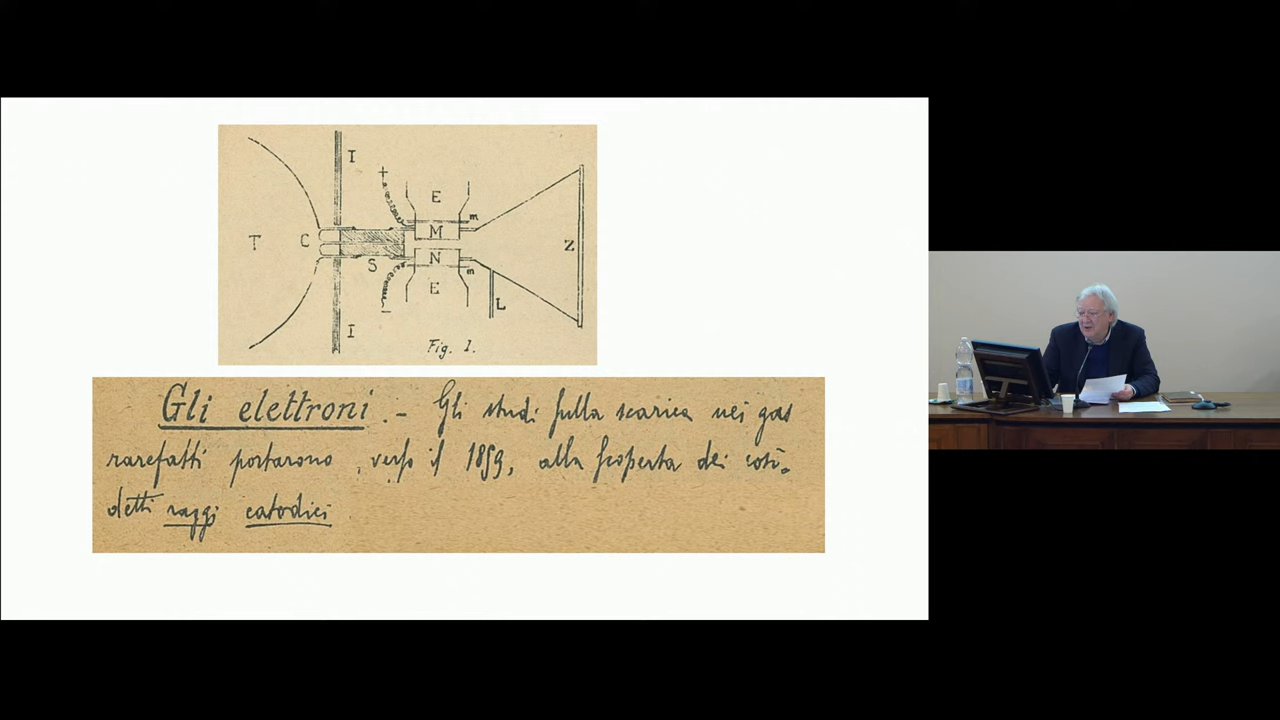 I
+
E
m
T
C
M
Z
N
S
m
E
L
I
−
Fig. 1.
Gli elettroni. - Gli studi sulla scarica nei gas
rarefatti portarono, verso il 1859, alla scoperta dei così-
detti raggi catodici